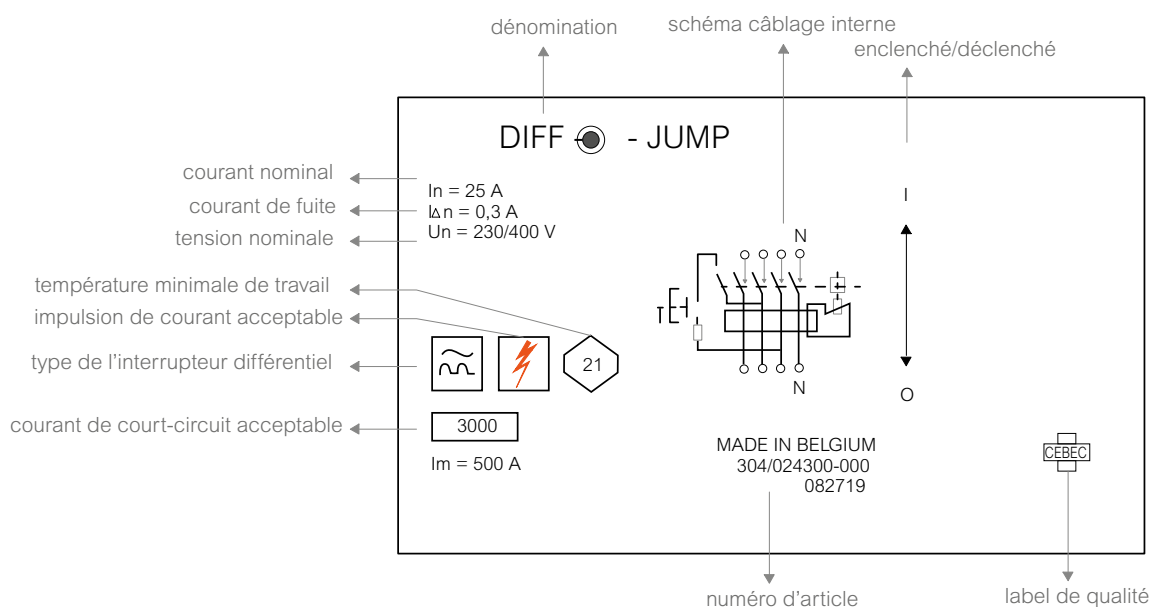 dénomination
schéma câblage interne
enclenché/déclenché
DIFF - JUMP
courant nominal
In = 25 A
courant de fuite
I∆n = 0,3 A
tension nominale
Un = 230/400 V
I
N
température minimale de travail
impulsion de courant acceptable
type de l'interrupteur différentiel
21
N
O
courant de court-circuit acceptable
3000
Im = 500 A
MADE IN BELGIUM
304/024300-000
082719
CEBEC
numéro d'article
label de qualité